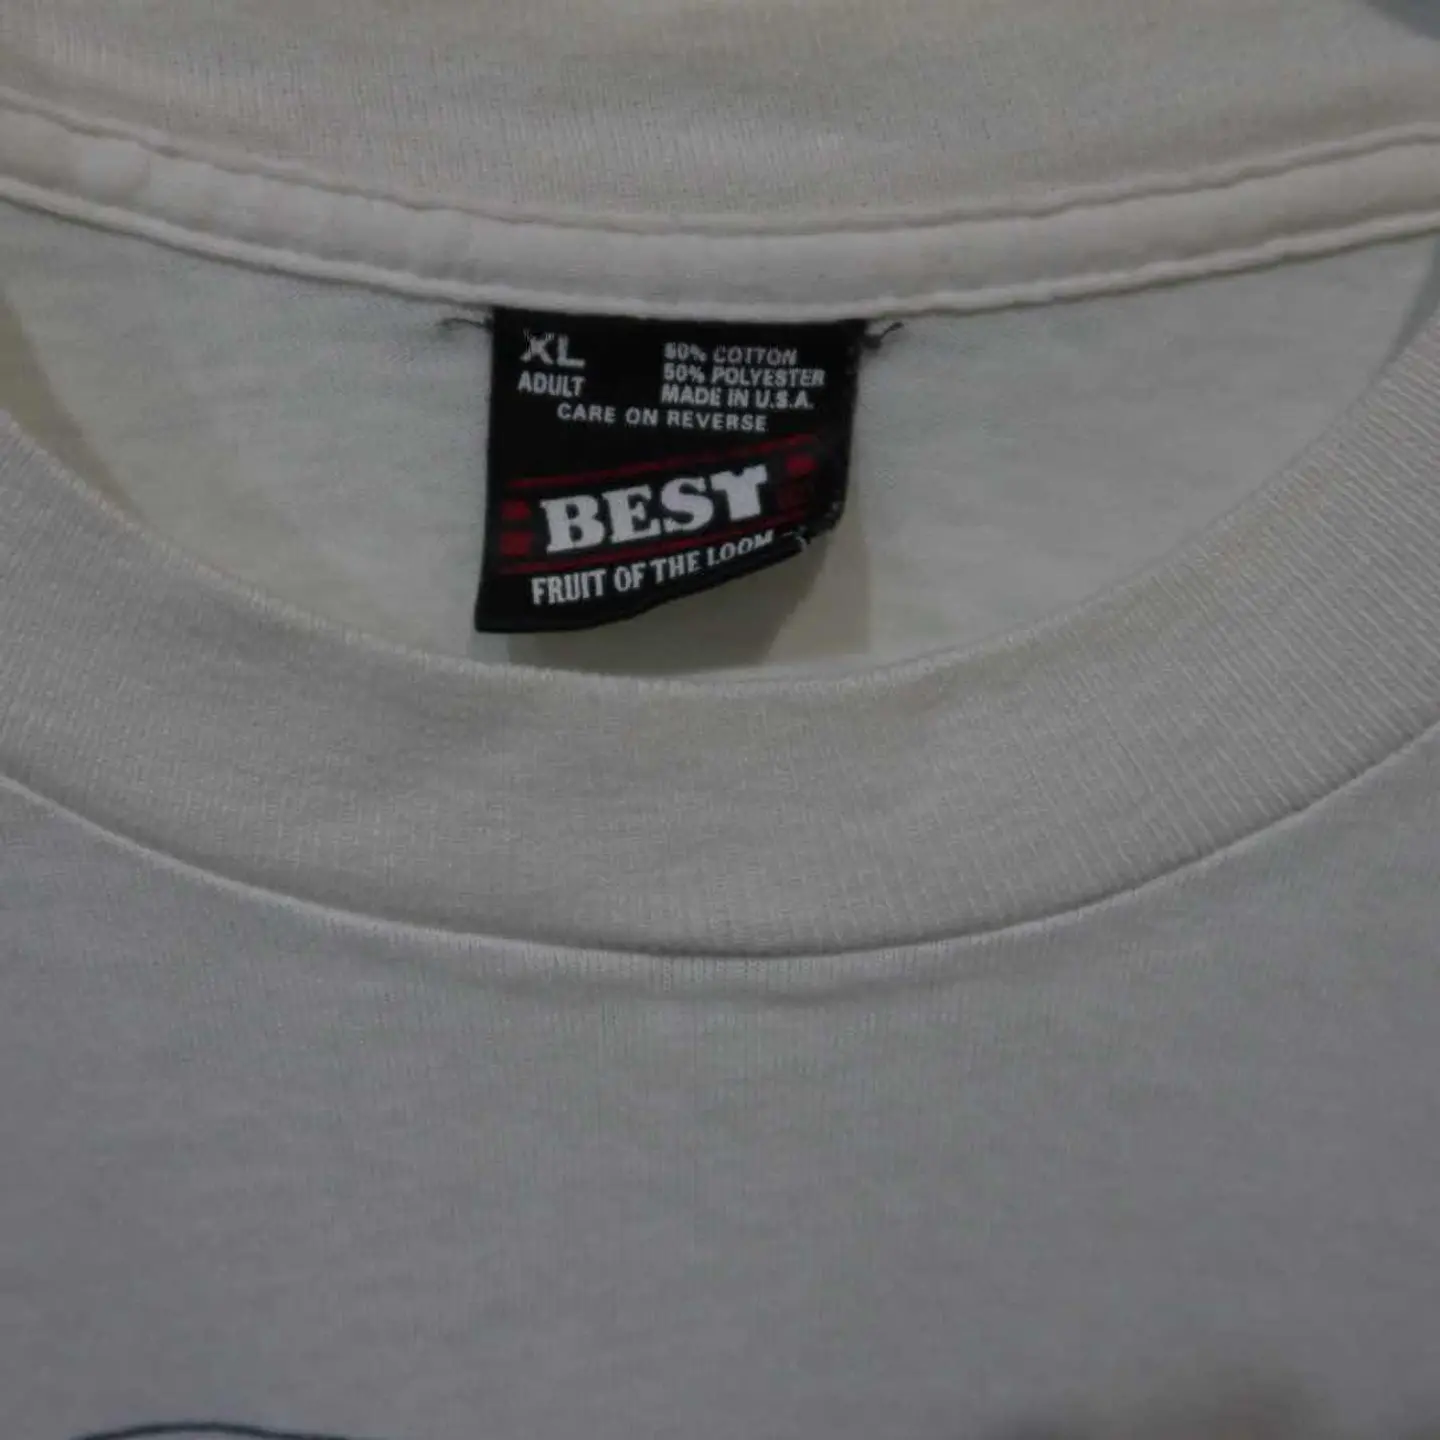 XL
ADULT
50% COTTON
50% POLYESTER
MADE IN U.S.A.
CARE ON REVERSE
BEST
FRUIT OF THE LOOM